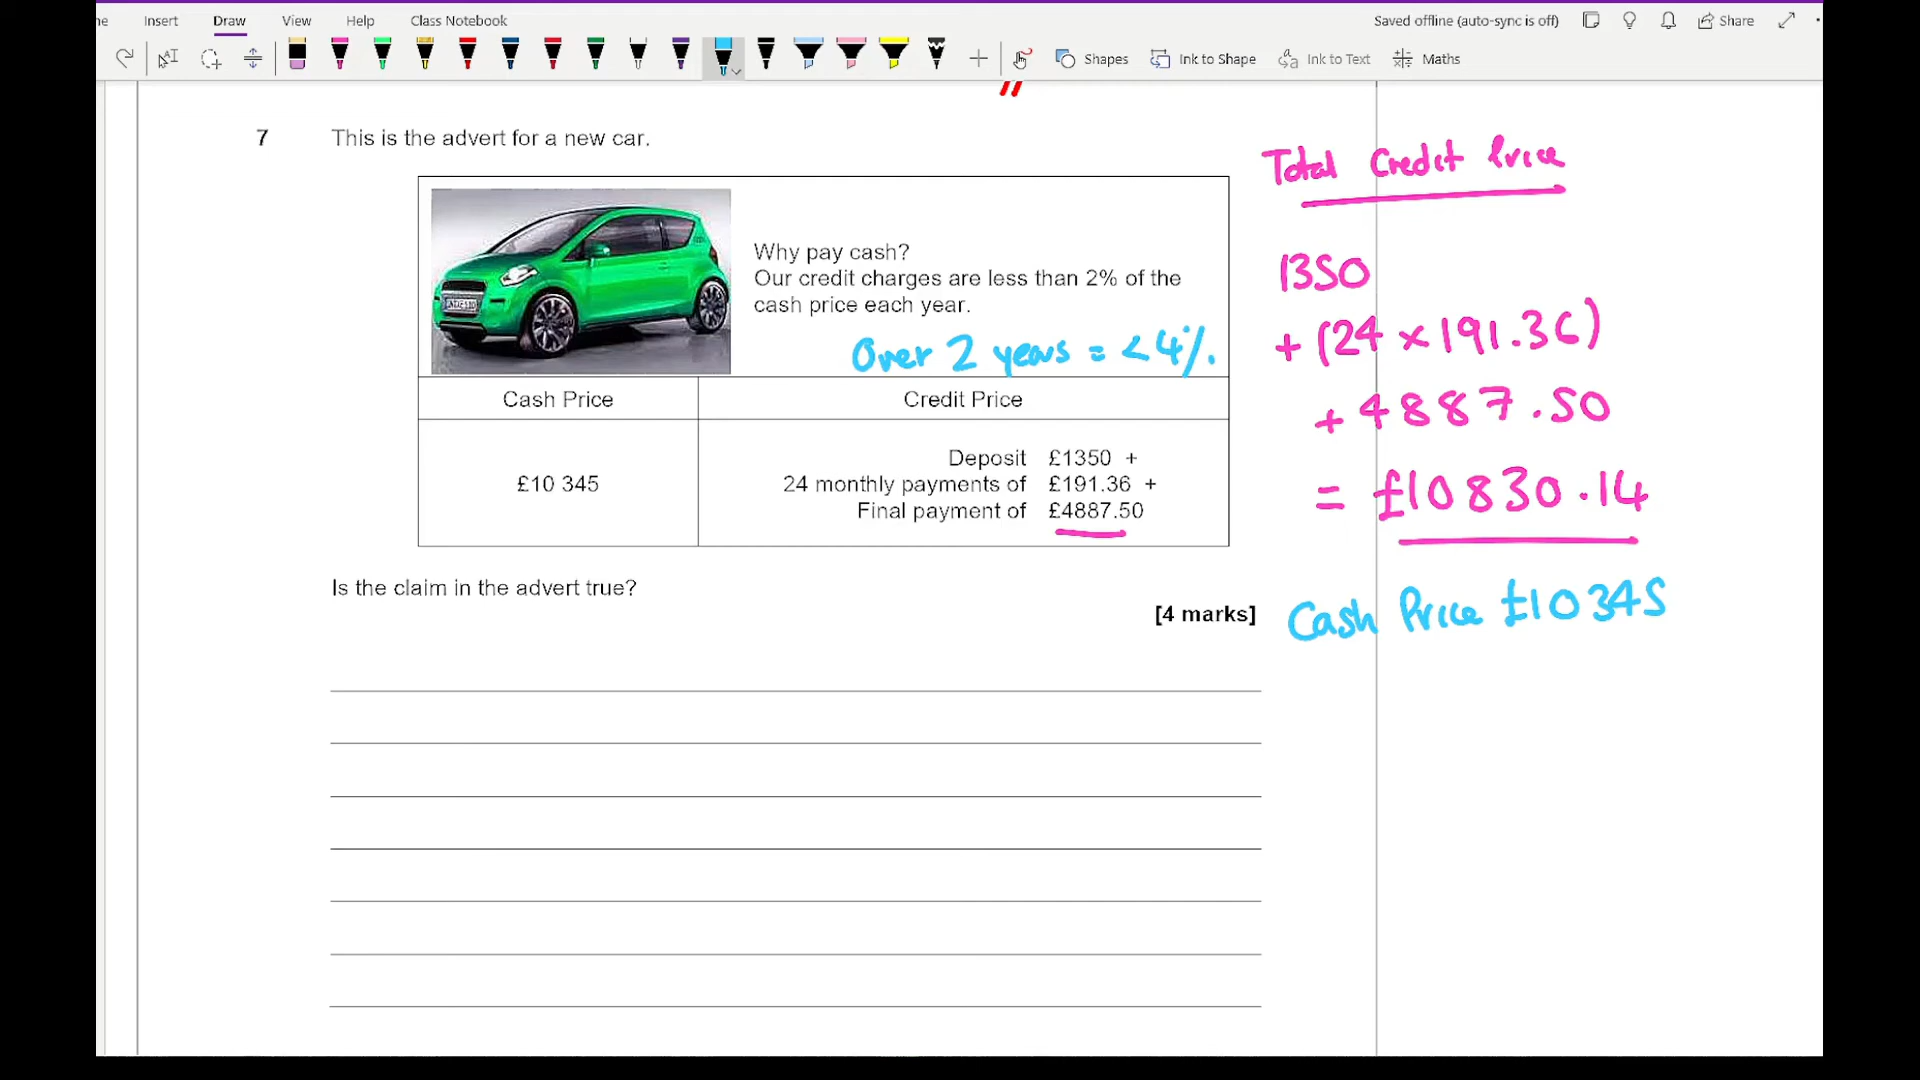 Insert Draw View Help Class Notebook Saved offline (auto-sync is off) Share
Shapes Ink to Shape Ink to Text Maths
7 This is the advert for a new car.
Total Credit Price
Why pay cash?
Our credit charges are less than 2% of the
cash price each year.
Over 2 years = <4%.
Cash Price Credit Price
£10 345
Deposit £1350 +
24 monthly payments of £191.36 +
Final payment of £4887.50
1350
+ (24 × 191.36)
+ 4887.50
= £10830.14
Is the claim in the advert true?
[4 marks]
Cash Price £10345